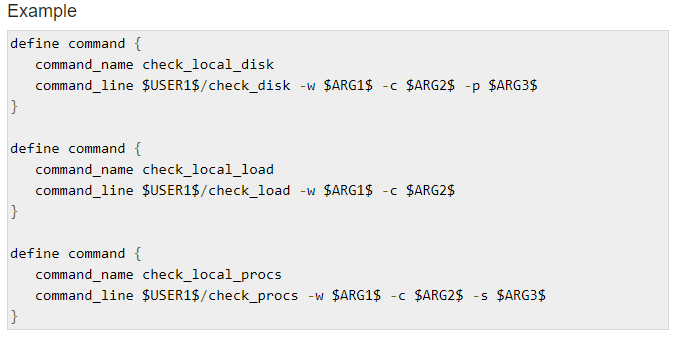 Example
define command {
command_name check_local_disk
command_line $USER1$/check_disk -w $ARG1$ -c $ARG2$ -p $ARG3$
}
define command {
command_name check_local_load
command_line $USER1$/check_load -w $ARG1$ -c $ARG2$
}
define command {
command_name check_local_procs
command_line $USER1$/check_procs -w $ARG1$ -c $ARG2$ -s $ARG3$
}